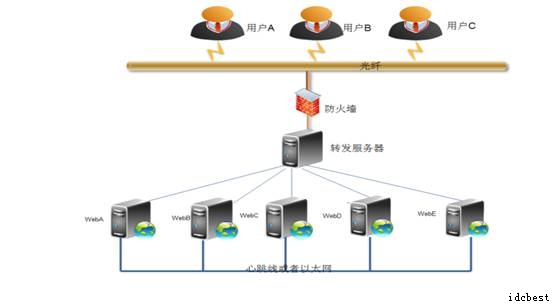 用户A
用户B
用户C
光纤
防火墙
转发服务器
WebA
WebB
WebC
WebD
WebE
心跳线或者以太网
idcbest